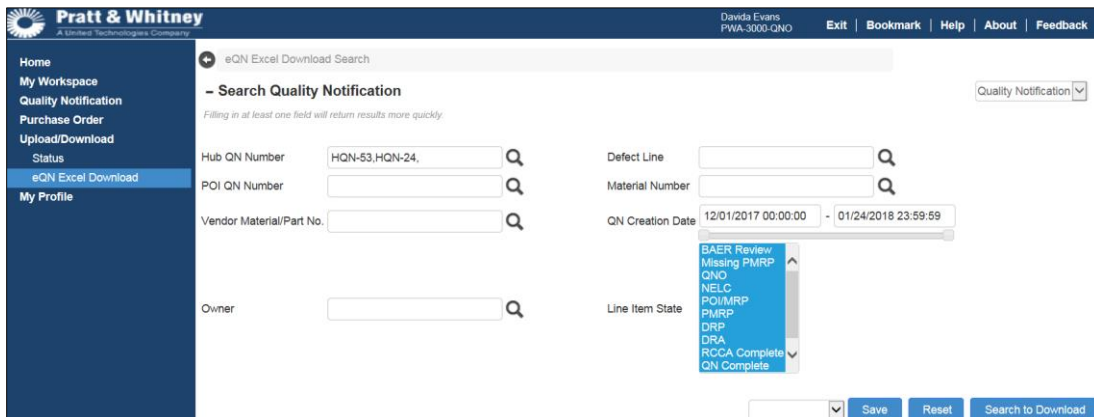 Pratt & Whitney
A United Technologies Company
Davida Evans
PWA-3000-QNO
Exit | Bookmark | Help | About | Feedback
Home
My Workspace
Quality Notification
Purchase Order
Upload/Download
Status
eQN Excel Download
My Profile
eQN Excel Download Search
– Search Quality Notification
Quality Notification
Filling in at least one field will return results more quickly.
Hub QN Number HQN-53,HQN-24,
Defect Line
POI QN Number
Material Number
Vendor Material/Part No.
QN Creation Date 12/01/2017 00:00:00 - 01/24/2018 23:59:59
Owner
Line Item State
BAER Review
Missing PMRP
QNO
NELC
POI/MRP
PMRP
DRP
DRA
RCCA Complete
QN Complete
Save Reset Search to Download